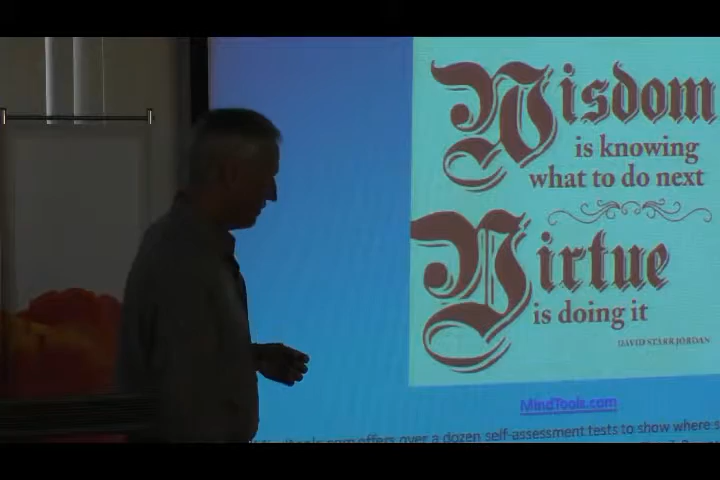 Wisdom
is knowing
what to do next
Virtue
is doing it
DAVID STARR JORDAN
MindTools.com
offers over a dozen self-assessment tests to show where